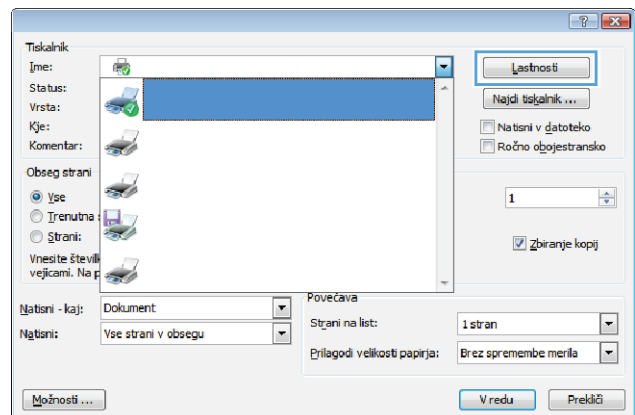 Tiskalnik
Ime:
Lastnosti
Status:
Najdi tiskalnik ...
Vrsta:
Kje:
Natisni v datoteko
Komentar:
Ročno obojestransko
Obseg strani
Vse
1
Trenutna
Strani:
Zbiranje kopij
Vnesite števil
vejicami. Na p
Natisni - kaj: Dokument
Povečava
Natisni: Vse strani v obsegu
Strani na list: 1 stran
Prilagodi velikosti papirja: Brez spremembe merila
Možnosti ...
V redu
Prekliči